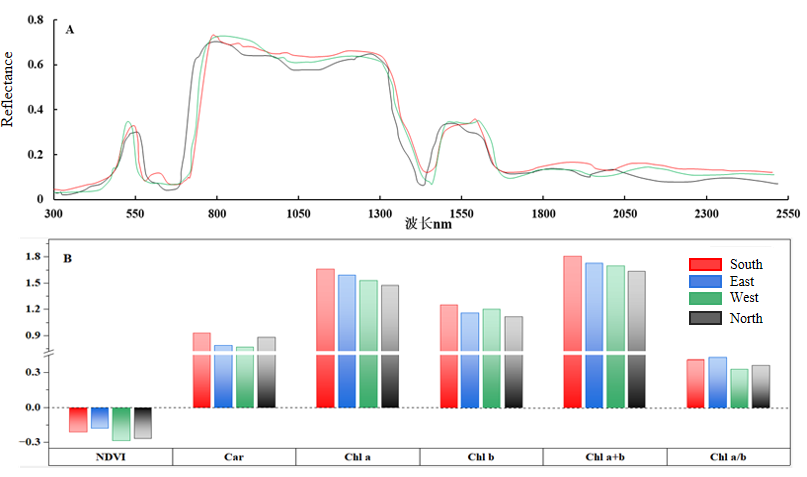 A
Reflectance
0.8
0.6
0.4
0.2
0
300 550 800 1050 1300 1550 1800 2050 2300 2550
波长nm
B
1.8
1.5
1.2
0.9
0.3
0.0
−0.3
South
East
West
North
NDVI Car Chl a Chl b Chl a+b Chl a/b